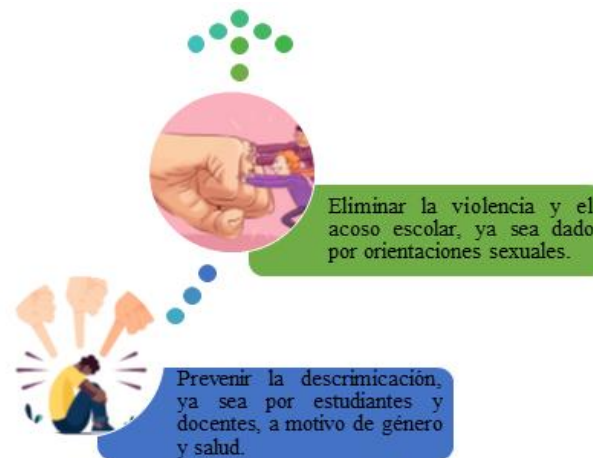 Eliminar la violencia y el
acoso escolar, ya sea dado
por orientaciones sexuales.
Prevenir la descrimicación,
ya sea por estudiantes y
docentes, a motivo de género
y salud.